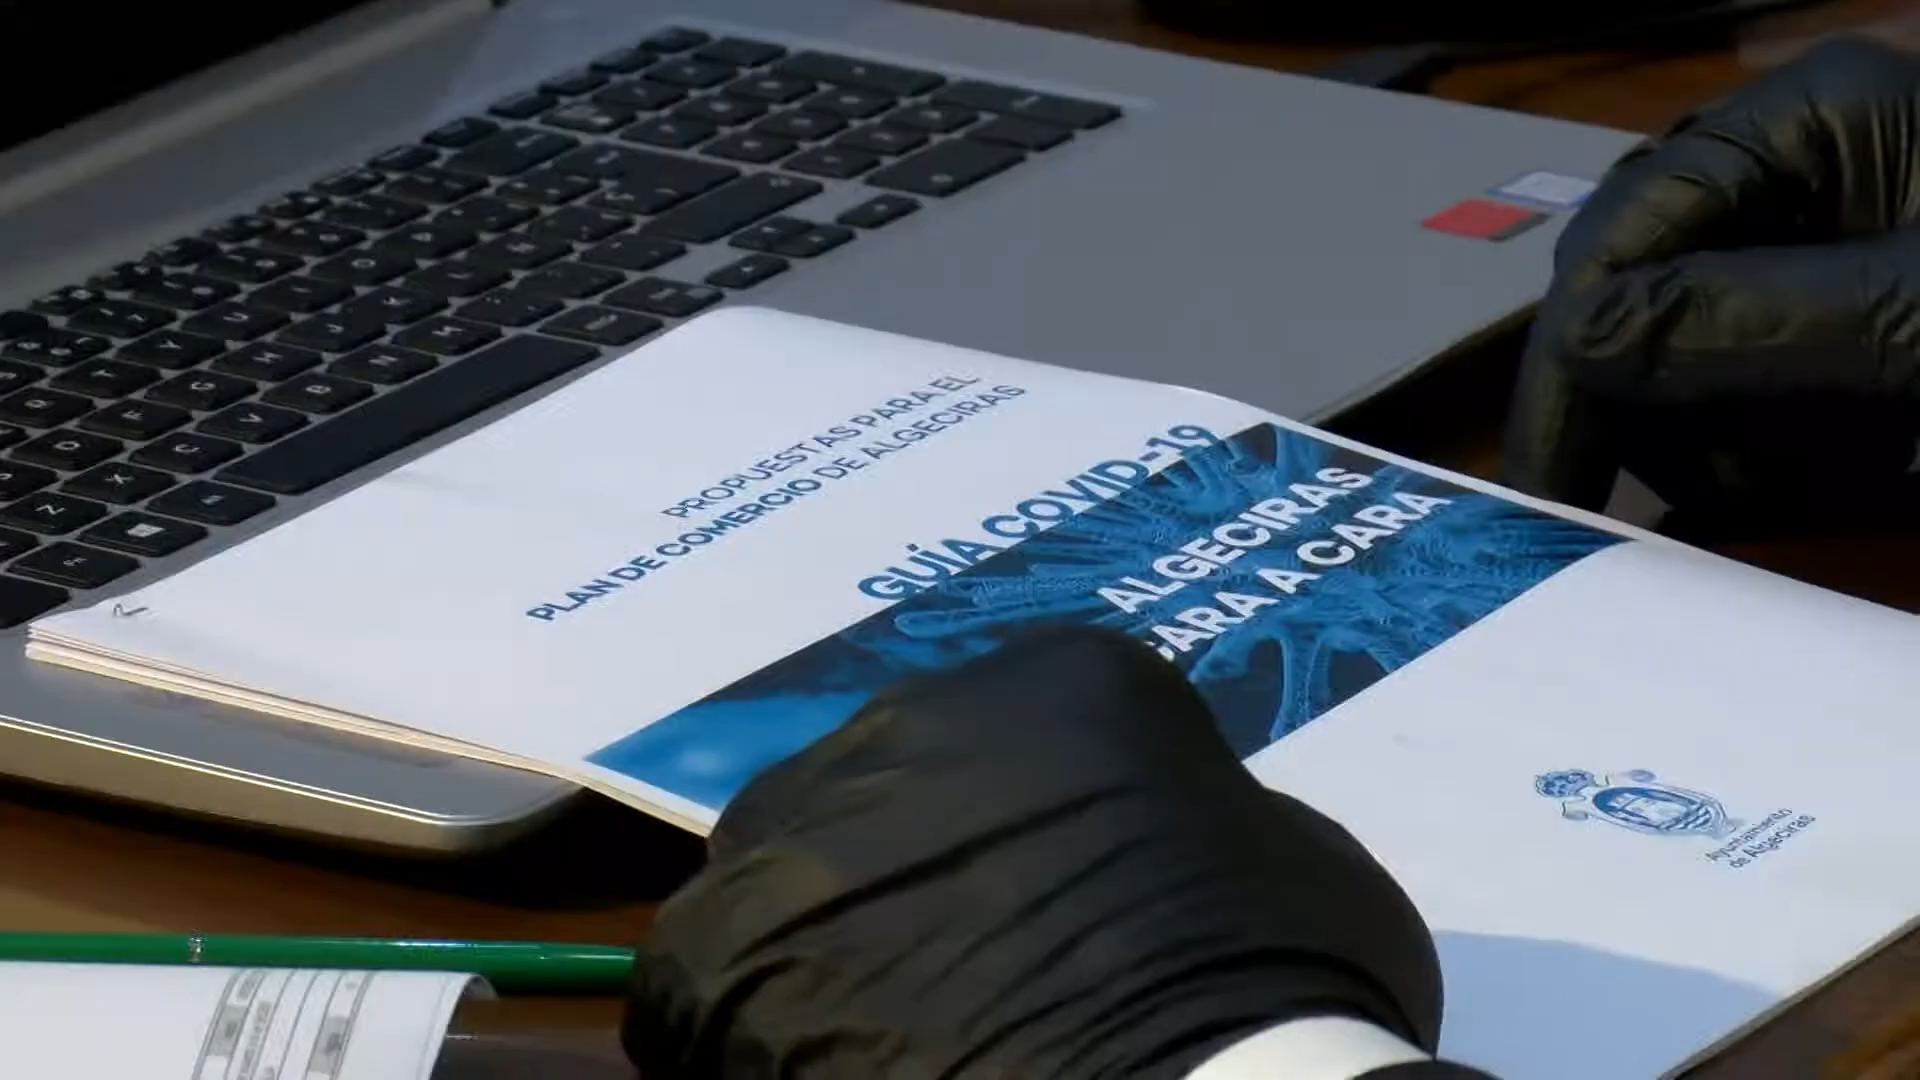 PROPUESTAS PARA EL
PLAN DE COMERCIO DE ALGECIRAS
GUÍA COVID-19
ALGECIRAS
CARA A CARA
Ayuntamiento
de Algeciras